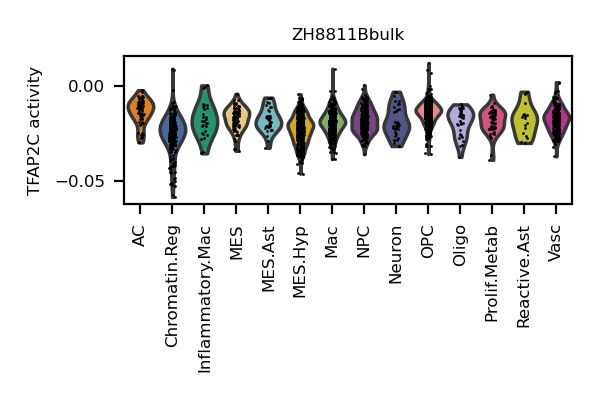 ZH8811Bbulk
TFAP2C activity
0.00
−0.05
AC
Chromatin.Reg
Inflammatory.Mac
MES
MES.Ast
MES.Hyp
Mac
NPC
Neuron
OPC
Oligo
Prolif.Metab
Reactive.Ast
Vasc